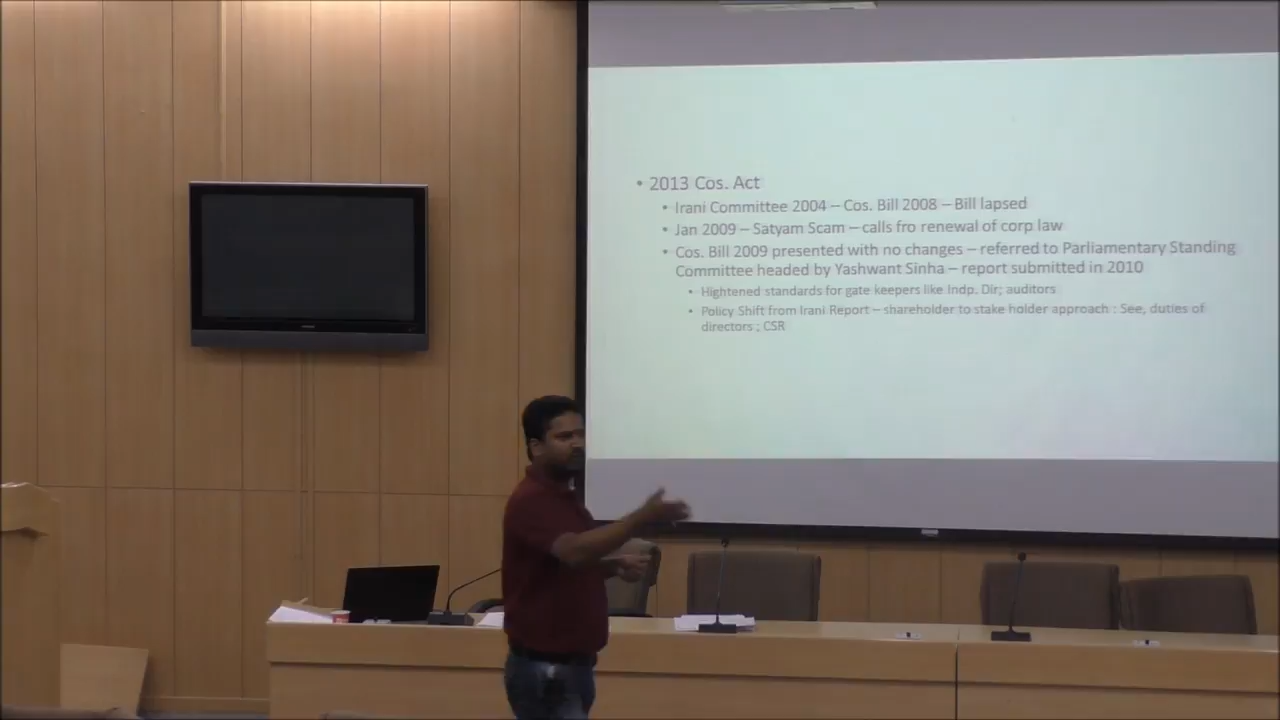 • 2013 Cos. Act
• Irani Committee 2004 – Cos. Bill 2008 – Bill lapsed
• Jan 2009 – Satyam Scam – calls fro renewal of corp law
• Cos. Bill 2009 presented with no changes – referred to Parliamentary Standing
Committee headed by Yashwant Sinha – report submitted in 2010
• Hightened standards for gate keepers like Indp. Dir; auditors
• Policy Shift from Irani Report – shareholder to stake holder approach : See, duties of
directors ; CSR